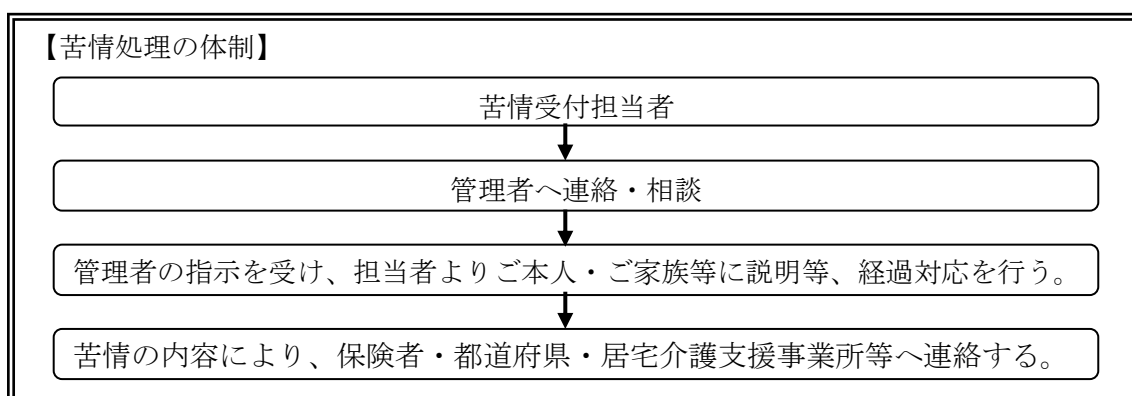 【苦情処理の体制】
苦情受付担当者
管理者へ連絡・相談
管理者の指示を受け、担当者よりご本人・ご家族等に説明等、経過対応を行う。
苦情の内容により、保険者・都道府県・居宅介護支援事業所等へ連絡する。